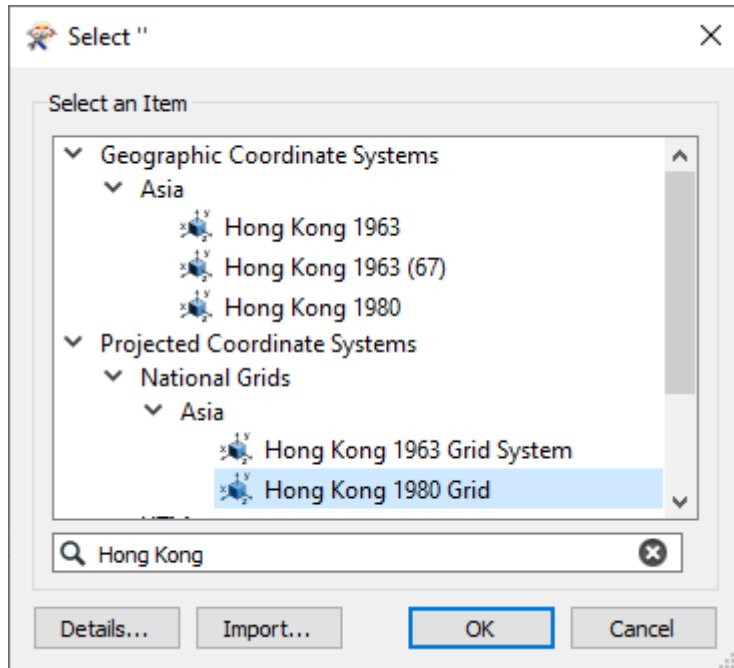 Select ''
Select an Item
Geographic Coordinate Systems
Asia
Hong Kong 1963
Hong Kong 1963 (67)
Hong Kong 1980
Projected Coordinate Systems
National Grids
Asia
Hong Kong 1963 Grid System
Hong Kong 1980 Grid
Hong Kong
Details...
Import...
OK
Cancel